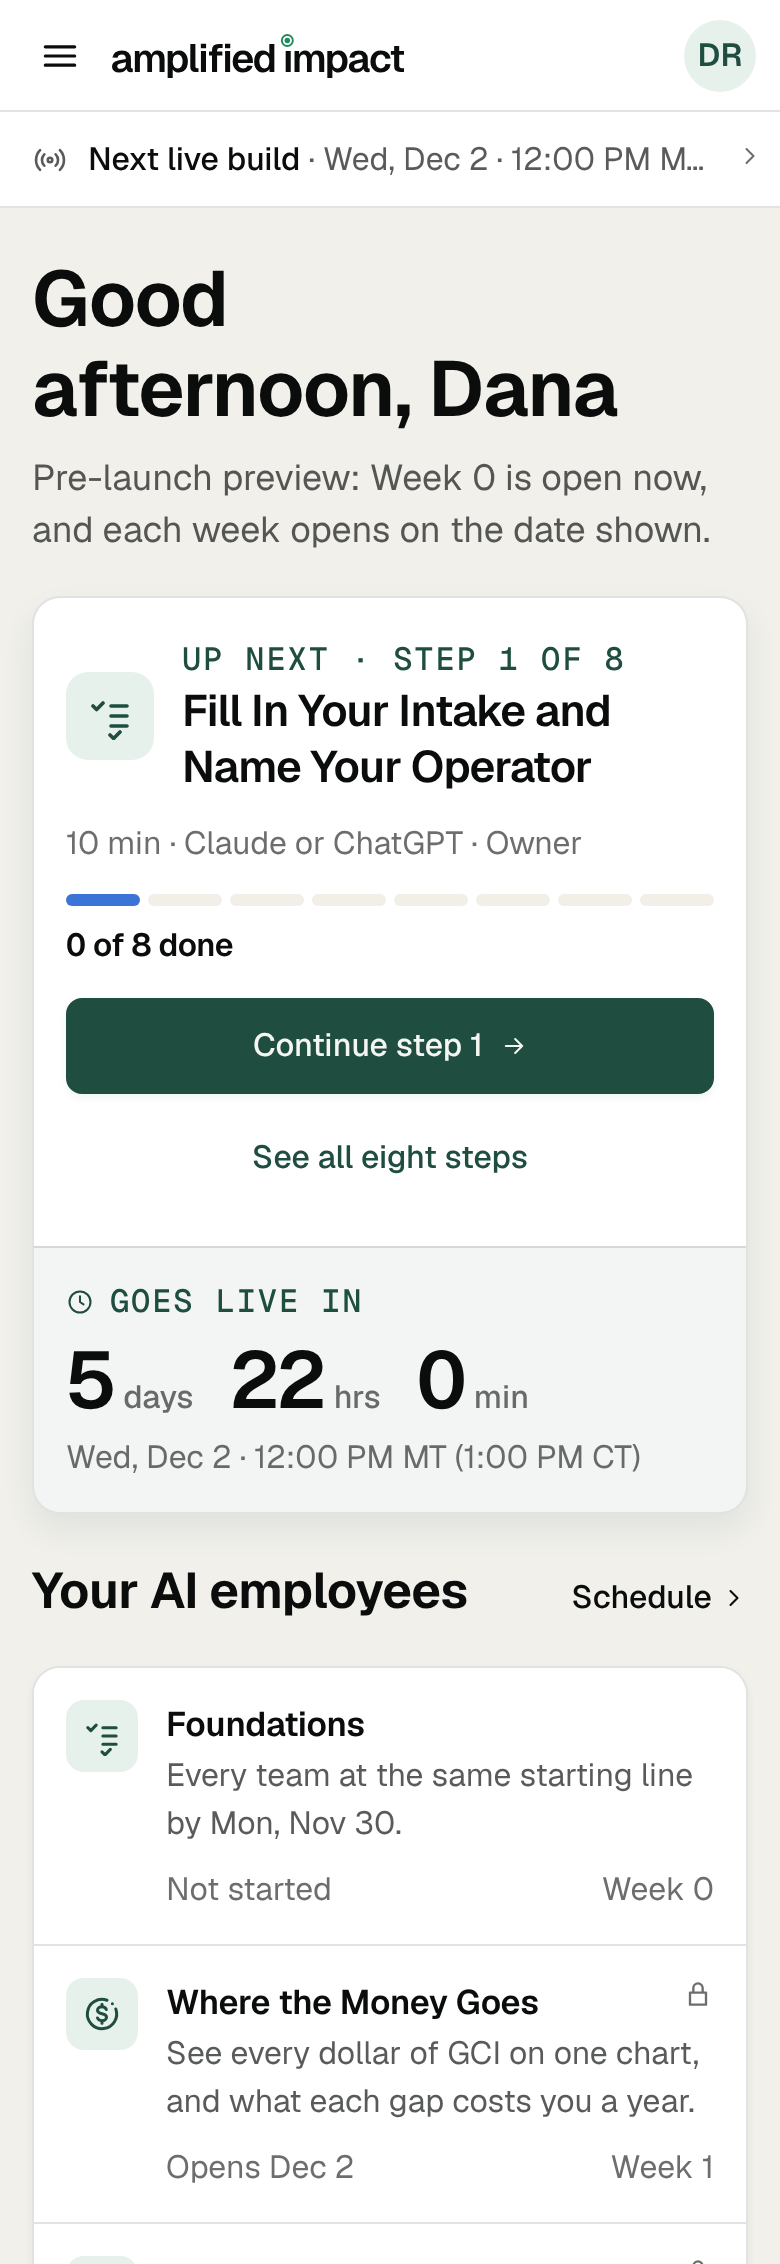 amplified impact
DR
Next live build · Wed, Dec 2 · 12:00 PM M...
Good
afternoon, Dana
Pre-launch preview: Week 0 is open now,
and each week opens on the date shown.
UP NEXT · STEP 1 OF 8
Fill In Your Intake and
Name Your Operator
10 min · Claude or ChatGPT · Owner
0 of 8 done
Continue step 1 →
See all eight steps
GOES LIVE IN
5 days 22 hrs 0 min
Wed, Dec 2 · 12:00 PM MT (1:00 PM CT)
Your AI employees
Schedule
Foundations
Every team at the same starting line
by Mon, Nov 30.
Not started
Week 0
Where the Money Goes
See every dollar of GCI on one chart,
and what each gap costs you a year.
Opens Dec 2
Week 1